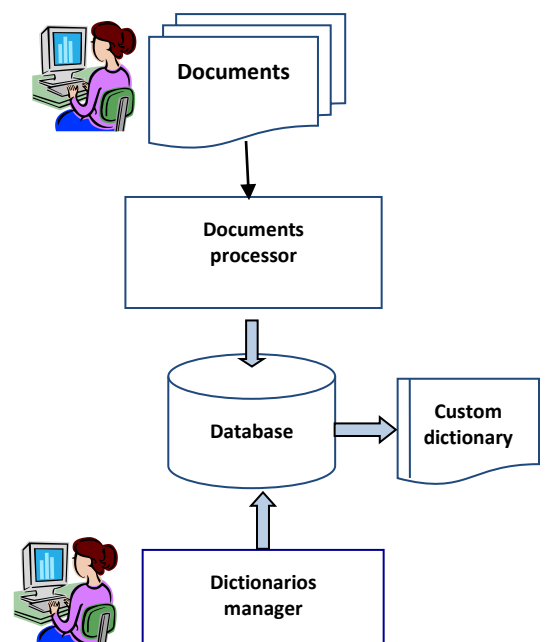 Documents
Documents
processor
Database
Custom
dictionary
Dictionarios
manager